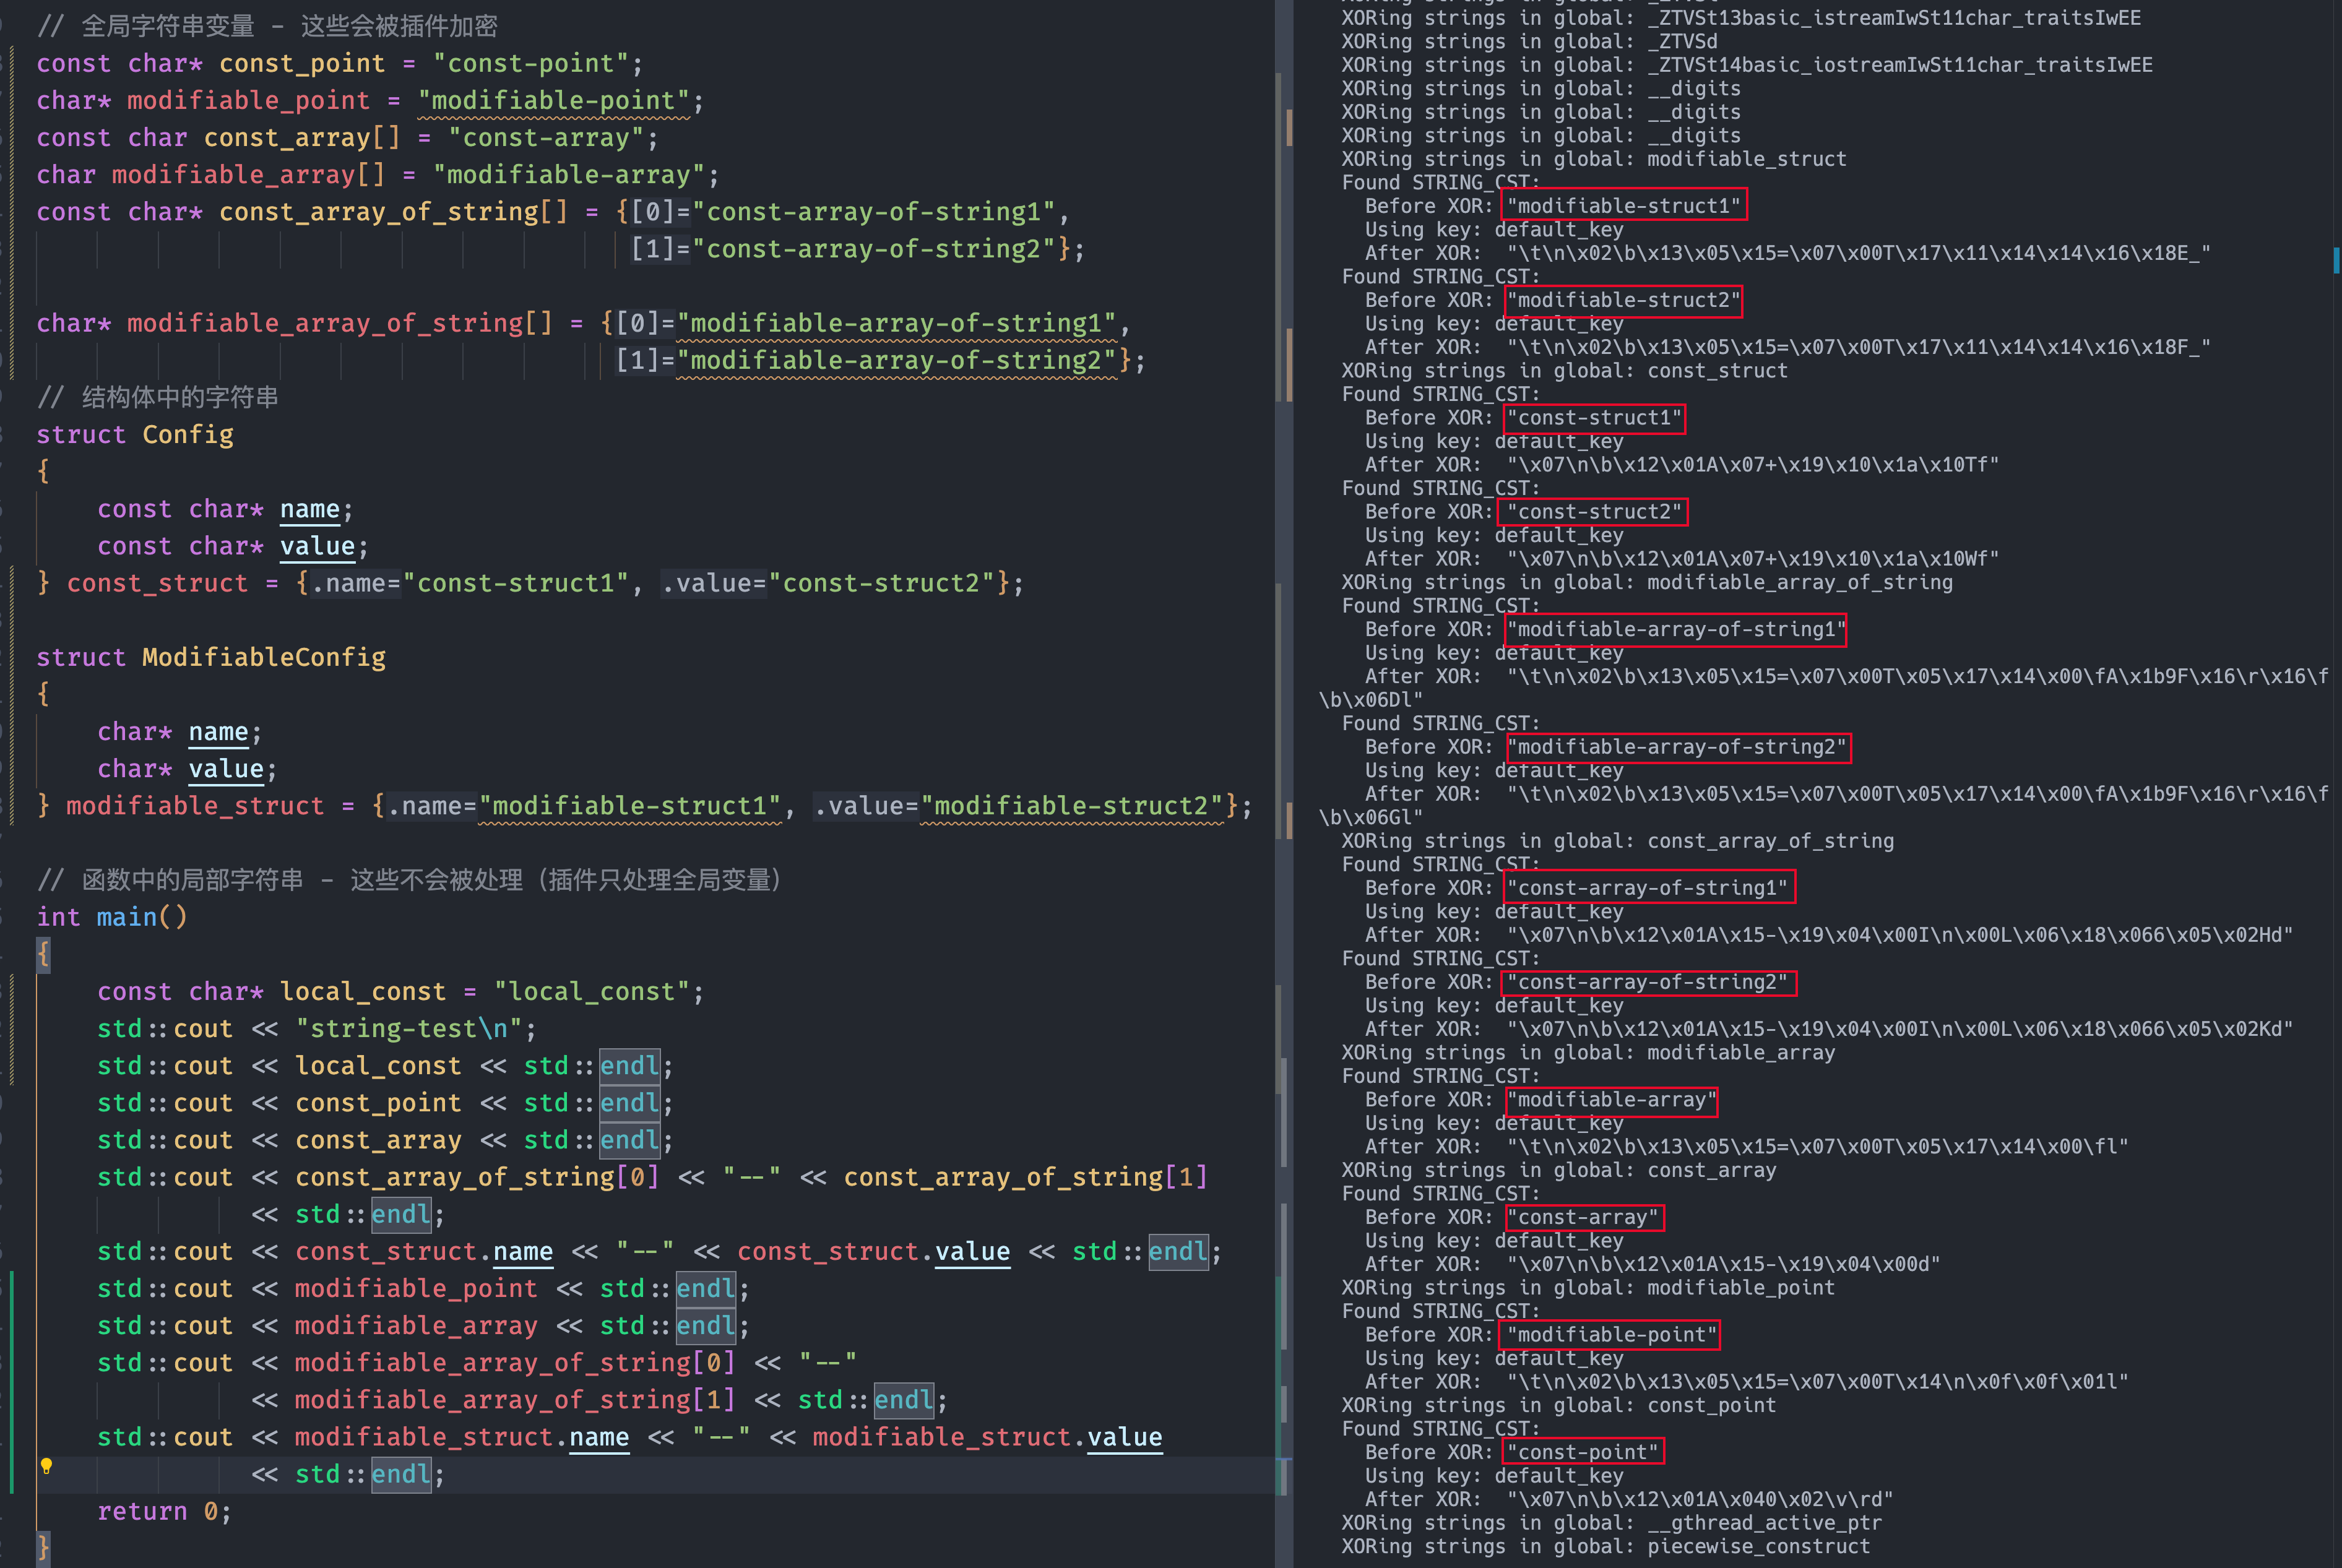 // 全局字符串变量 - 这些会被插件加密
const char* const_point = "const-point";
char* modifiable_point = "modifiable-point";
const char const_array[] = "const-array";
char modifiable_array[] = "modifiable-array";
const char* const_array_of_string[] = {[0]="const-array-of-string1",
[1]="const-array-of-string2"};
char* modifiable_array_of_string[] = {[0]="modifiable-array-of-string1",
[1]="modifiable-array-of-string2"};
// 结构体中的字符串
struct Config
{
const char* name;
const char* value;
} const_struct = {.name="const-struct1", .value="const-struct2"};
struct ModifiableConfig
{
char* name;
char* value;
} modifiable_struct = {.name="modifiable-struct1", .value="modifiable-struct2"};
// 函数中的局部字符串 - 这些不会被处理（插件只处理全局变量）
int main()
{
const char* local_const = "local_const";
std::cout << "string-test\n";
std::cout << local_const << std::endl;
std::cout << const_point << std::endl;
std::cout << const_array << std::endl;
std::cout << const_array_of_string[0] << "--" << const_array_of_string[1]
<< std::endl;
std::cout << const_struct.name << "--" << const_struct.value << std::endl;
std::cout << modifiable_point << std::endl;
std::cout << modifiable_array << std::endl;
std::cout << modifiable_array_of_string[0] << "--"
<< modifiable_array_of_string[1] << std::endl;
std::cout << modifiable_struct.name << "--" << modifiable_struct.value
<< std::endl;
return 0;
}
XORing strings in global: _ZTVSt13basic_istreamIwSt11char_traitsIwEE
XORing strings in global: _ZTVSd
XORing strings in global: _ZTVSt14basic_iostreamIwSt11char_traitsIwEE
XORing strings in global: __digits
XORing strings in global: __digits
XORing strings in global: __digits
XORing strings in global: modifiable_struct
Found STRING_CST:
Before XOR: "modifiable-struct1"
Using key: default_key
After XOR:  "\t\n\x02\b\x13\x05\x15=\x07\x00T\x17\x11\x14\x14\x16\x18E_"
Found STRING_CST:
Before XOR: "modifiable-struct2"
Using key: default_key
After XOR:  "\t\n\x02\b\x13\x05\x15=\x07\x00T\x17\x11\x14\x14\x16\x18F_"
XORing strings in global: const_struct
Found STRING_CST:
Before XOR: "const-struct1"
Using key: default_key
After XOR:  "\x07\n\b\x12\x01A\x07+\x19\x10\x1a\x10Tf"
Found STRING_CST:
Before XOR: "const-struct2"
Using key: default_key
After XOR:  "\x07\n\b\x12\x01A\x07+\x19\x10\x1a\x10Wf"
XORing strings in global: modifiable_array_of_string
Found STRING_CST:
Before XOR: "modifiable-array-of-string1"
Using key: default_key
After XOR:  "\t\n\x02\b\x13\x05\x15=\x07\x00T\x05\x17\x14\x00\fA\x1b9F\x16\r\x16\f
\b\x06Dl"
Found STRING_CST:
Before XOR: "modifiable-array-of-string2"
Using key: default_key
After XOR:  "\t\n\x02\b\x13\x05\x15=\x07\x00T\x05\x17\x14\x00\fA\x1b9F\x16\r\x16\f
\b\x06Gl"
XORing strings in global: const_array_of_string
Found STRING_CST:
Before XOR: "const-array-of-string1"
Using key: default_key
After XOR:  "\x07\n\b\x12\x01A\x15-\x19\x04\x00I\n\x00L\x06\x18\x066\x05\x02Hd"
Found STRING_CST:
Before XOR: "const-array-of-string2"
Using key: default_key
After XOR:  "\x07\n\b\x12\x01A\x15-\x19\x04\x00I\n\x00L\x06\x18\x066\x05\x02Kd"
XORing strings in global: modifiable_array
Found STRING_CST:
Before XOR: "modifiable-array"
Using key: default_key
After XOR:  "\t\n\x02\b\x13\x05\x15=\x07\x00T\x05\x17\x14\x00\fl"
XORing strings in global: const_array
Found STRING_CST:
Before XOR: "const-array"
Using key: default_key
After XOR:  "\x07\n\b\x12\x01A\x15-\x19\x04\x00d"
XORing strings in global: modifiable_point
Found STRING_CST:
Before XOR: "modifiable-point"
Using key: default_key
After XOR:  "\t\n\x02\b\x13\x05\x15=\x07\x00T\x14\n\x0f\x0f\x01l"
XORing strings in global: const_point
Found STRING_CST:
Before XOR: "const-point"
Using key: default_key
After XOR:  "\x07\n\b\x12\x01A\x040\x02\v\rd"
XORing strings in global: __gthread_active_ptr
XORing strings in global: piecewise_construct